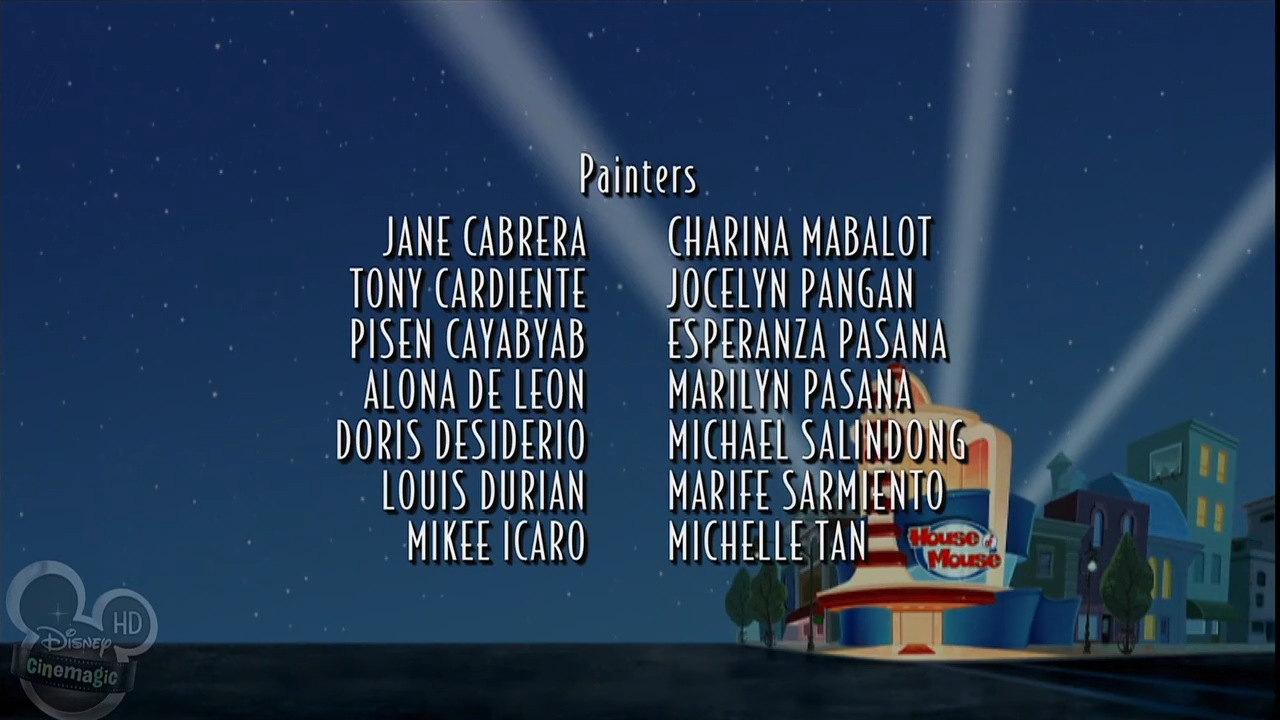 Painters
JANE CABRERA
TONY CARDIENTE
PISEN CAYABYAB
ALONA DE LEON
DORIS DESIDERIO
LOUIS DURIAN
MIKEE ICARO
CHARINA MABALOT
JOCELYN PANGAN
ESPERANZA PASANA
MARILYN PASANA
MICHAEL SALINDONG
MARIFE SARMIENTO
MICHELLE TAN
House of
Mouse
Disney HD
Cinemagic